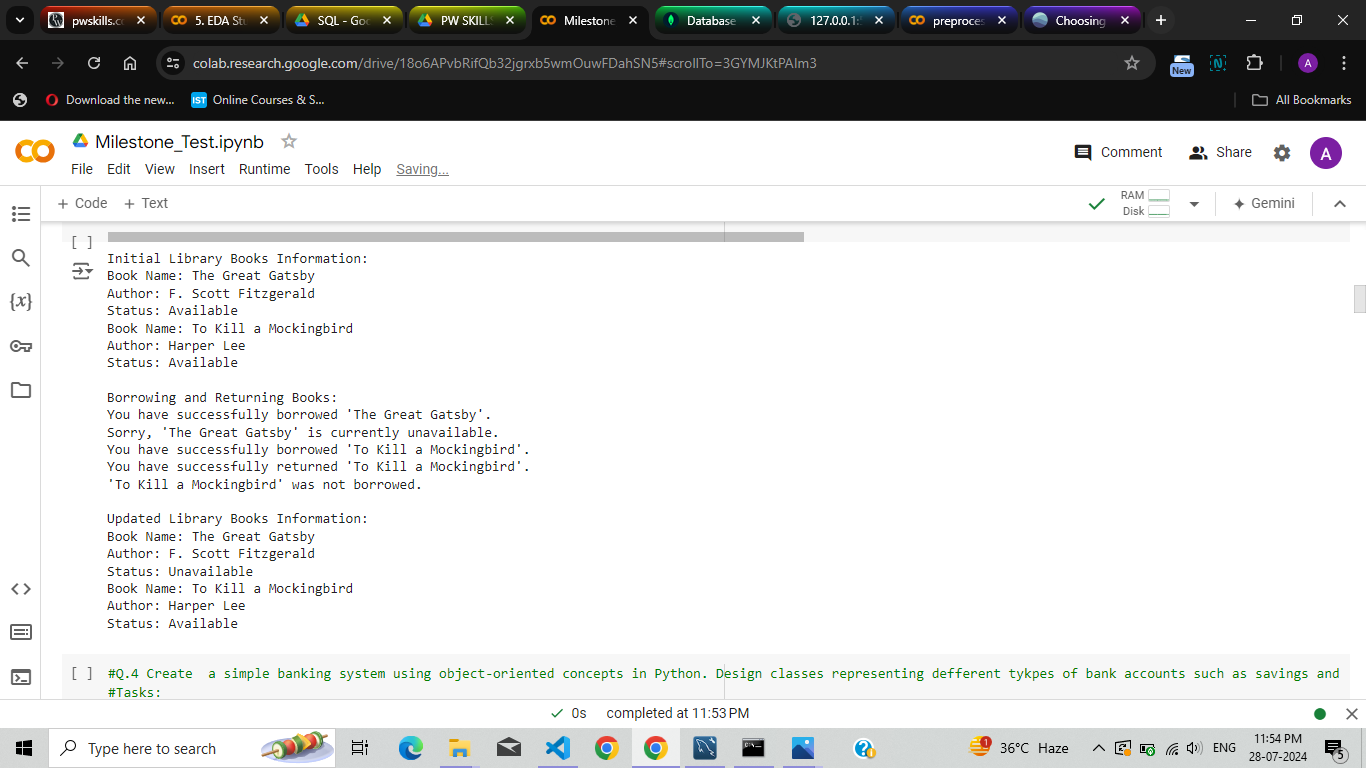 pwskills.c
5. EDA Stu
SQL - Goo
PW SKILL
Milestone
Database
127.0.0.1:
preproces
Choosing
colab.research.google.com/drive/18o6APvbRifQb32jgrxb5wmOuwFDahSN5#scrollTo=3GYMJKtPAIm3
New
A
Download the new...
IST
Online Courses & S...
All Bookmarks
Milestone_Test.ipynb
File Edit View Insert Runtime Tools Help Saving...
Comment
Share
A
+ Code + Text
RAM
Disk
Gemini
[ ]
Initial Library Books Information:
Book Name: The Great Gatsby
Author: F. Scott Fitzgerald
Status: Available
Book Name: To Kill a Mockingbird
Author: Harper Lee
Status: Available
Borrowing and Returning Books:
You have successfully borrowed 'The Great Gatsby'.
Sorry, 'The Great Gatsby' is currently unavailable.
You have successfully borrowed 'To Kill a Mockingbird'.
You have successfully returned 'To Kill a Mockingbird'.
'To Kill a Mockingbird' was not borrowed.
Updated Library Books Information:
Book Name: The Great Gatsby
Author: F. Scott Fitzgerald
Status: Unavailable
Book Name: To Kill a Mockingbird
Author: Harper Lee
Status: Available
[ ] #Q.4 Create  a simple banking system using object-oriented concepts in Python. Design classes representing defferent tykpes of bank accounts such as savings and
#Tasks:
0s completed at 11:53 PM
Type here to search
1
36°C Haze
ENG
11:54 PM
28-07-2024
5